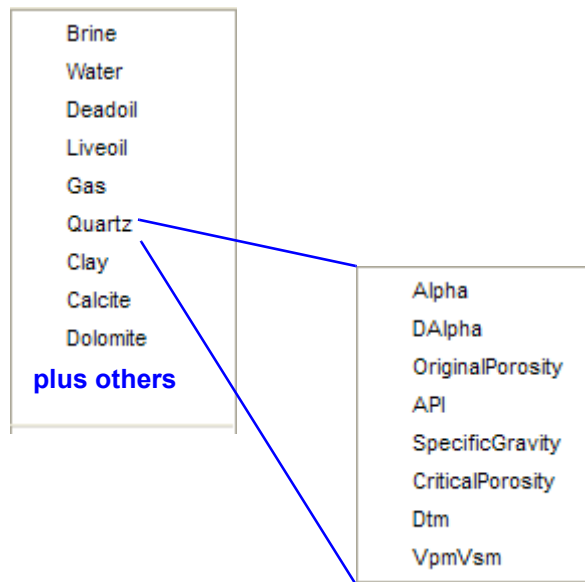 Brine
Water
Deadoil
Liveoil
Gas
Quartz
Clay
Calcite
Dolomite
plus others
Alpha
DAlpha
OriginalPorosity
API
SpecificGravity
CriticalPorosity
Dtm
VpmVsm